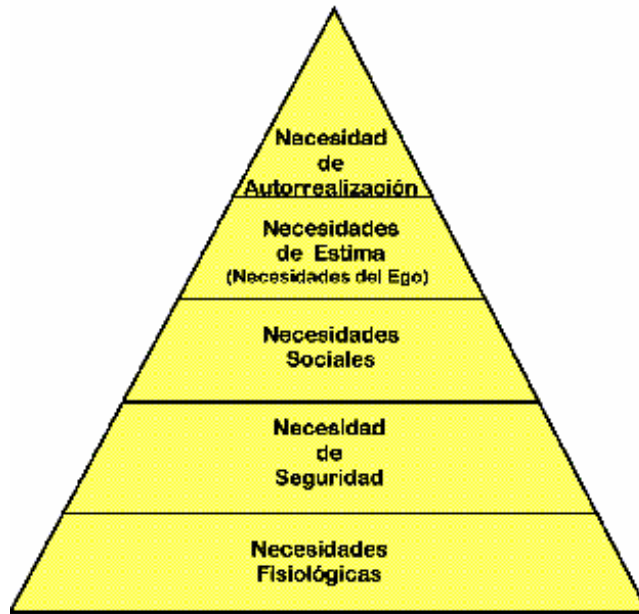 Necesidad
de
Autorrealización
Necesidades
de Estima
(Necesidades del Ego)
Necesidades
Sociales
Necesidad
de
Seguridad
Necesidades
Fisiológicas